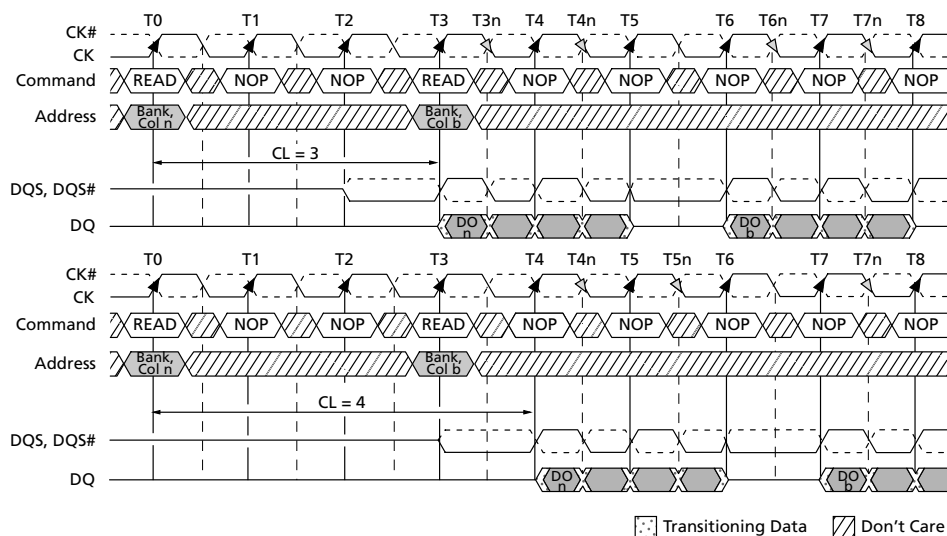 T0 T1 T2 T3 T3n T4 T4n T5 T6 T6n T7 T7n T8
CK#
CK
Command READ NOP NOP READ NOP NOP NOP NOP NOP
Address Bank, Col n Bank, Col b
CL = 3
DQS, DQS#
DQ DO n DO b
T0 T1 T2 T3 T4 T4n T5 T5n T6 T7 T7n T8
CK#
CK
Command READ NOP NOP READ NOP NOP NOP NOP NOP
Address Bank, Col n Bank, Col b
CL = 4
DQS, DQS#
DQ DO n DO b
Transitioning Data Don't Care